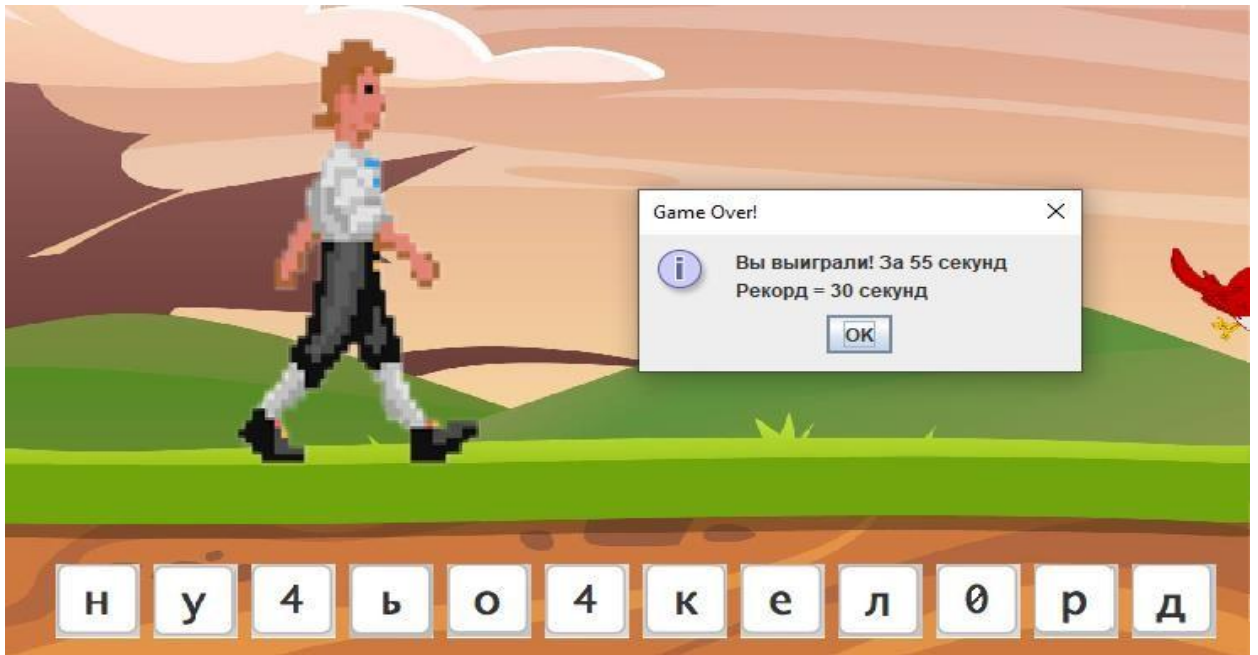 Game Over!
Вы выиграли! За 55 секунд
Рекорд = 30 секунд
OK
н у 4 ь о 4 к е л 0 р д